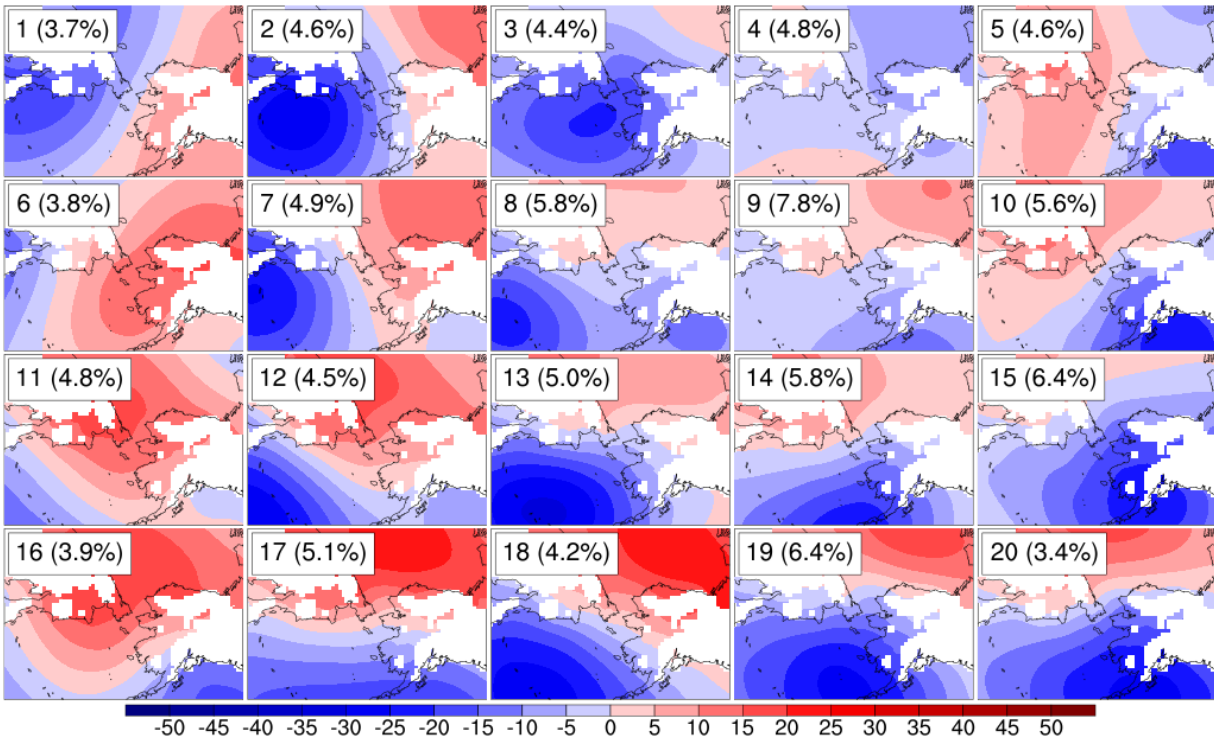 1 (3.7%) 2 (4.6%) 3 (4.4%) 4 (4.8%) 5 (4.6%)
6 (3.8%) 7 (4.9%) 8 (5.8%) 9 (7.8%) 10 (5.6%)
11 (4.8%) 12 (4.5%) 13 (5.0%) 14 (5.8%) 15 (6.4%)
16 (3.9%) 17 (5.1%) 18 (4.2%) 19 (6.4%) 20 (3.4%)
-50 -45 -40 -35 -30 -25 -20 -15 -10 -5 0 5 10 15 20 25 30 35 40 45 50